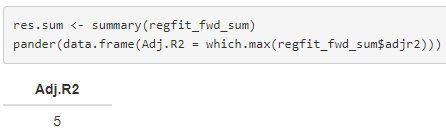 res.sum <- summary(regfit_fwd_sum)
pander(data.frame(Adj.R2 = which.max(regfit_fwd_sum$adjr2)))
Adj.R2
5